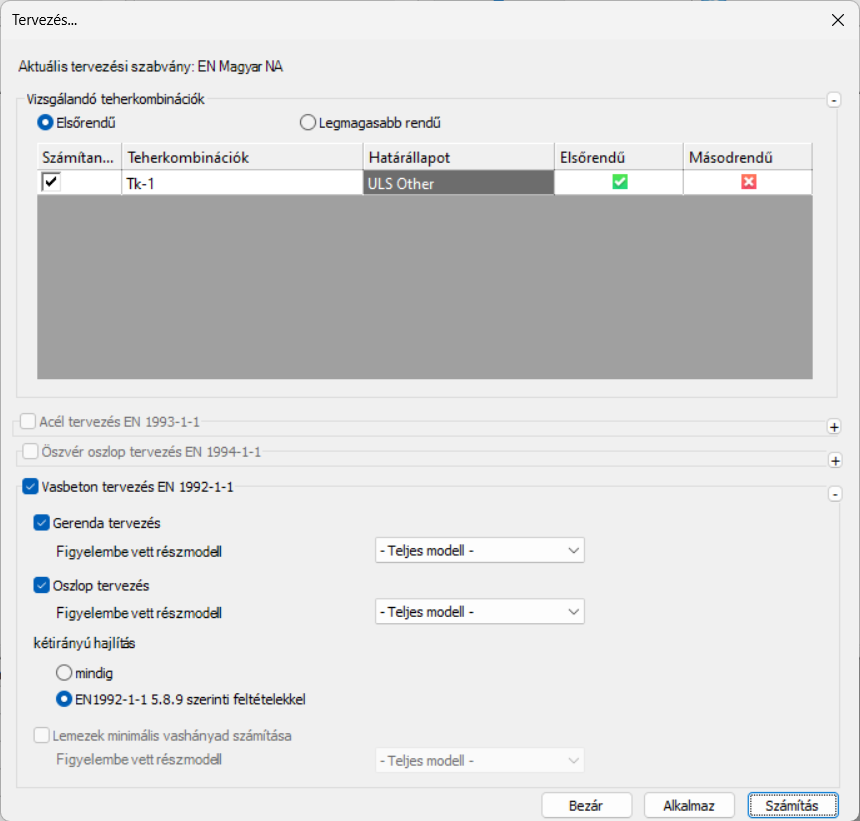 Tervezés...
Aktuális tervezési szabvány: EN Magyar NA
Vizsgálandó teherkombinációk
Elsőrendű Legmagasabb rendű
Számítan... Teherkombinációk Határállapot Elsőrendű Másodrendű
Tk-1 ULS Other
Acél tervezés EN 1993-1-1
Öszvér oszlop tervezés EN 1994-1-1
Vasbeton tervezés EN 1992-1-1
Gerenda tervezés
Figyelembe vett részmodell - Teljes modell -
Oszlop tervezés
Figyelembe vett részmodell - Teljes modell -
kétirányú hajlítás
mindig
EN1992-1-1 5.8.9 szerinti feltételekkel
Lemezek minimális vashányad számítása
Figyelembe vett részmodell - Teljes modell -
Bezár Alkalmaz Számítás